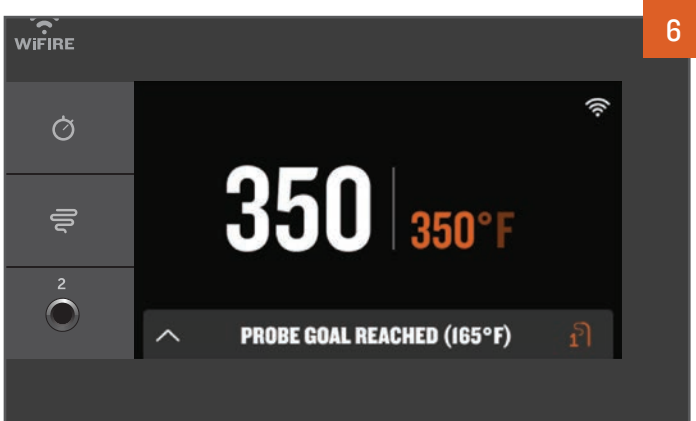 6
WiFIRE
350 350°F
2
PROBE GOAL REACHED (165°F) 1